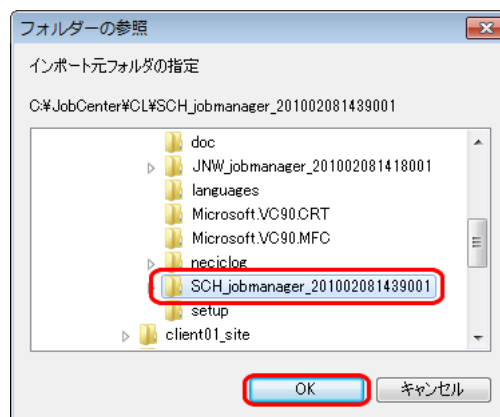 フォルダーの参照
インポート元フォルダの指定
C:¥JobCenter¥CL¥SCH_jobmanager_201002081439001
doc
JNW_jobmanager_201002081418001
languages
Microsoft.VC90.CRT
Microsoft.VC90.MFC
neciclog
SCH_jobmanager_201002081439001
setup
client01_site
OK キャンセル